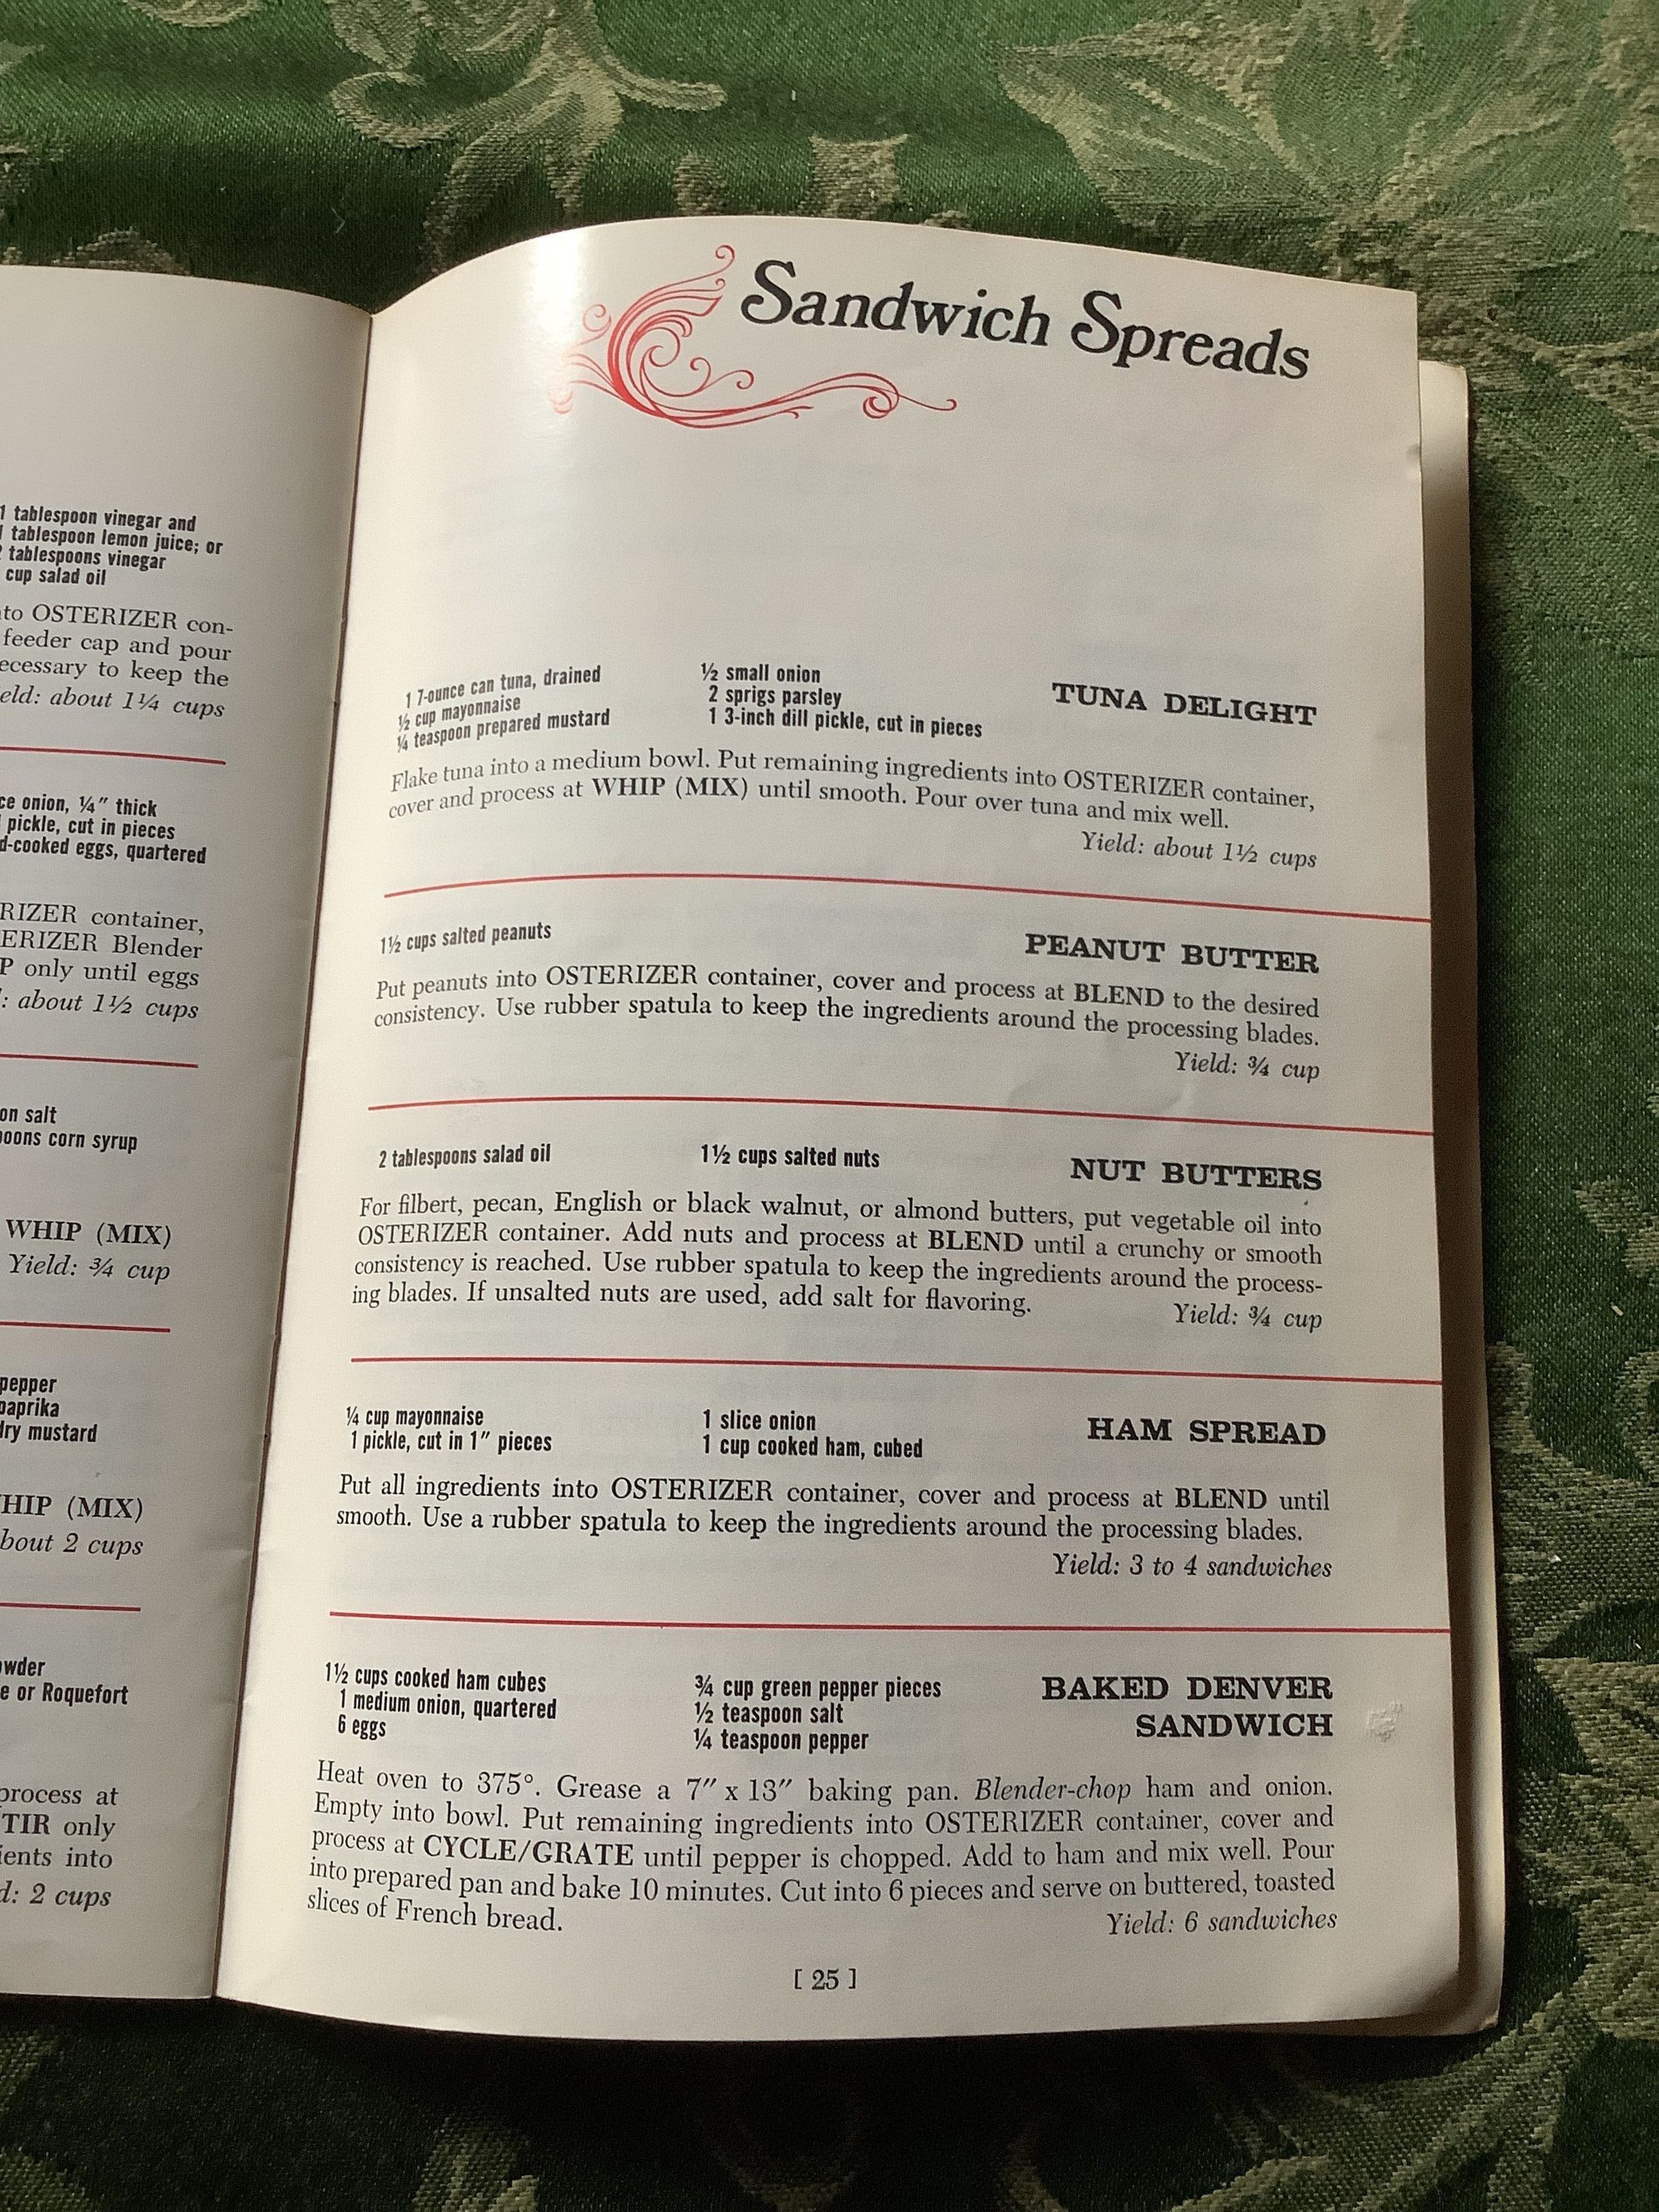 1 tablespoon vinegar and
tablespoon lemon juice; or
tablespoons vinegar
cup salad oil
OSTERIZER con-
feeder cap and pour
to keep the
about 1¼ cups
onion, ¼" thick
pickle, cut in pieces
eggs, quartered
container,
Blender
only until eggs
about 1½ cups
salt
corn syrup
WHIP (MIX)
Yield: ¾ cup
pepper
paprika
mustard
(MIX)
2 cups
or Roquefort
process at
only
into
2 cups
Sandwich Spreads
TUNA DELIGHT
1 7-ounce can tuna, drained
½ cup mayonnaise
¼ teaspoon prepared mustard
½ small onion
2 sprigs parsley
1 3-inch dill pickle, cut in pieces
Flake tuna into a medium bowl. Put remaining ingredients into OSTERIZER container,
cover and process at WHIP (MIX) until smooth. Pour over tuna and mix well.
Yield: about 1½ cups
PEANUT BUTTER
1½ cups salted peanuts
Put peanuts into OSTERIZER container, cover and process at BLEND to the desired
consistency. Use rubber spatula to keep the ingredients around the processing blades.
Yield: ¾ cup
NUT BUTTERS
2 tablespoons salad oil
1½ cups salted nuts
For filbert, pecan, English or black walnut, or almond butters, put vegetable oil into
OSTERIZER container. Add nuts and process at BLEND until a crunchy or smooth
consistency is reached. Use rubber spatula to keep the ingredients around the process-
ing blades. If unsalted nuts are used, add salt for flavoring.
Yield: ¾ cup
HAM SPREAD
¼ cup mayonnaise
1 pickle, cut in 1" pieces
1 slice onion
1 cup cooked ham, cubed
Put all ingredients into OSTERIZER container, cover and process at BLEND until
smooth. Use a rubber spatula to keep the ingredients around the processing blades.
Yield: 3 to 4 sandwiches
BAKED DENVER
SANDWICH
1½ cups cooked ham cubes
1 medium onion, quartered
6 eggs
¾ cup green pepper pieces
½ teaspoon salt
¼ teaspoon pepper
Heat oven to 375°. Grease a 7" x 13" baking pan. Blender-chop ham and onion.
Empty into bowl. Put remaining ingredients into OSTERIZER container, cover and
process at CYCLE/GRATE until pepper is chopped. Add to ham and mix well. Pour
into prepared pan and bake 10 minutes. Cut into 6 pieces and serve on buttered, toasted
slices of French bread.
Yield: 6 sandwiches
[ 25 ]